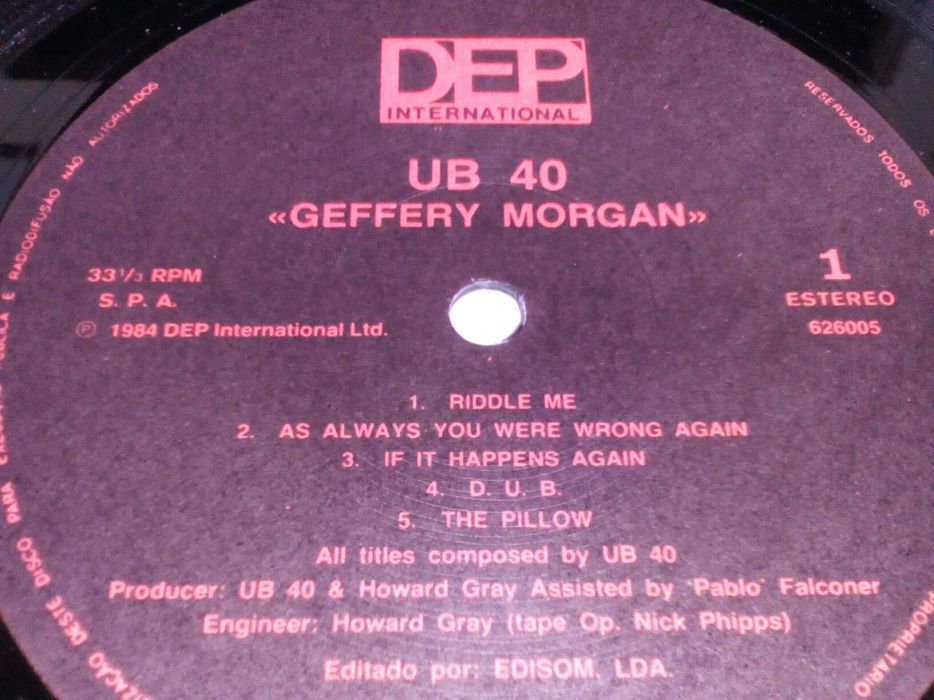 DEP
INTERNATIONAL
UB 40
«GEFFERY MORGAN»
33 1/3 RPM
S. P. A.
Ⓟ 1984 DEP International Ltd.
1
ESTEREO
626005
1. RIDDLE ME
2. AS ALWAYS YOU WERE WRONG AGAIN
3. IF IT HAPPENS AGAIN
4. D. U. B.
5. THE PILLOW
All titles composed by UB 40
Producer: UB 40 & Howard Gray Assisted by 'Pablo' Falconer
Engineer: Howard Gray (tape Op. Nick Phipps)
Editado por: EDISOM, LDA.
RESERVADOS TODOS OS
PROPRIETÁRIO
DESTE DISCO PARA
E RADIODIFUSÃO NÃO AUTORIZADOS